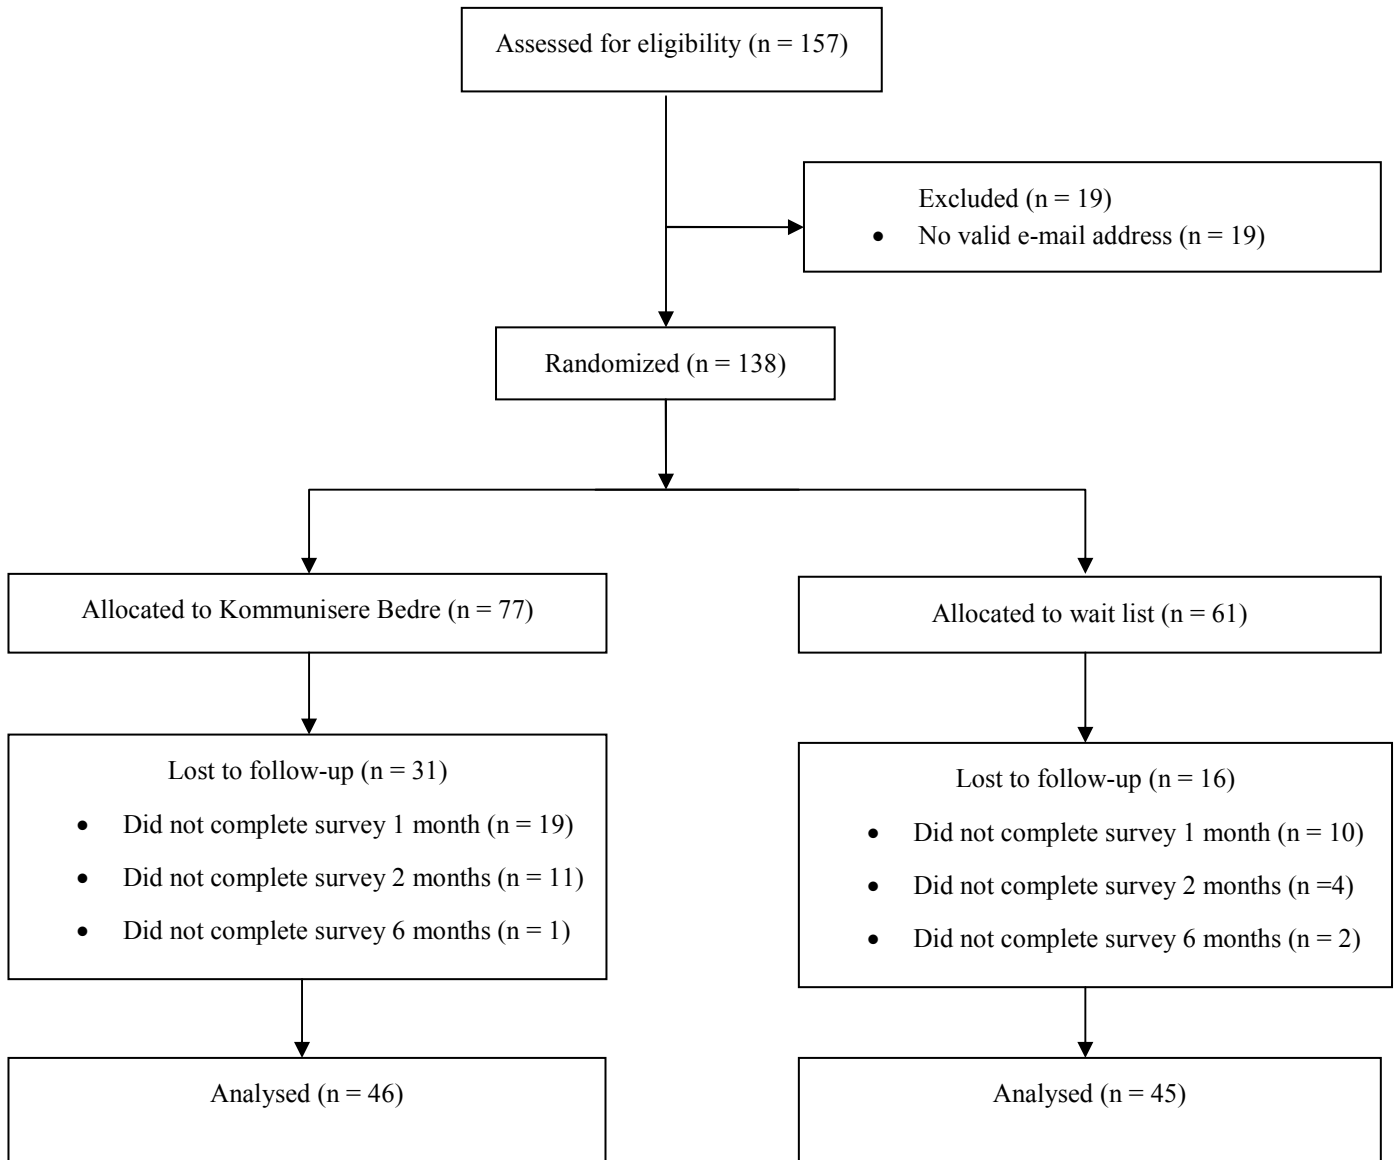 Assessed for eligibility (n = 157)
Excluded (n = 19)
• No valid e-mail address (n = 19)
Randomized (n = 138)
Allocated to Kommunisere Bedre (n = 77)
Allocated to wait list (n = 61)
Lost to follow-up (n = 31)
• Did not complete survey 1 month (n = 19)
• Did not complete survey 2 months (n = 11)
• Did not complete survey 6 months (n = 1)
Lost to follow-up (n = 16)
• Did not complete survey 1 month (n = 10)
• Did not complete survey 2 months (n =4)
• Did not complete survey 6 months (n = 2)
Analysed (n = 46)
Analysed (n = 45)